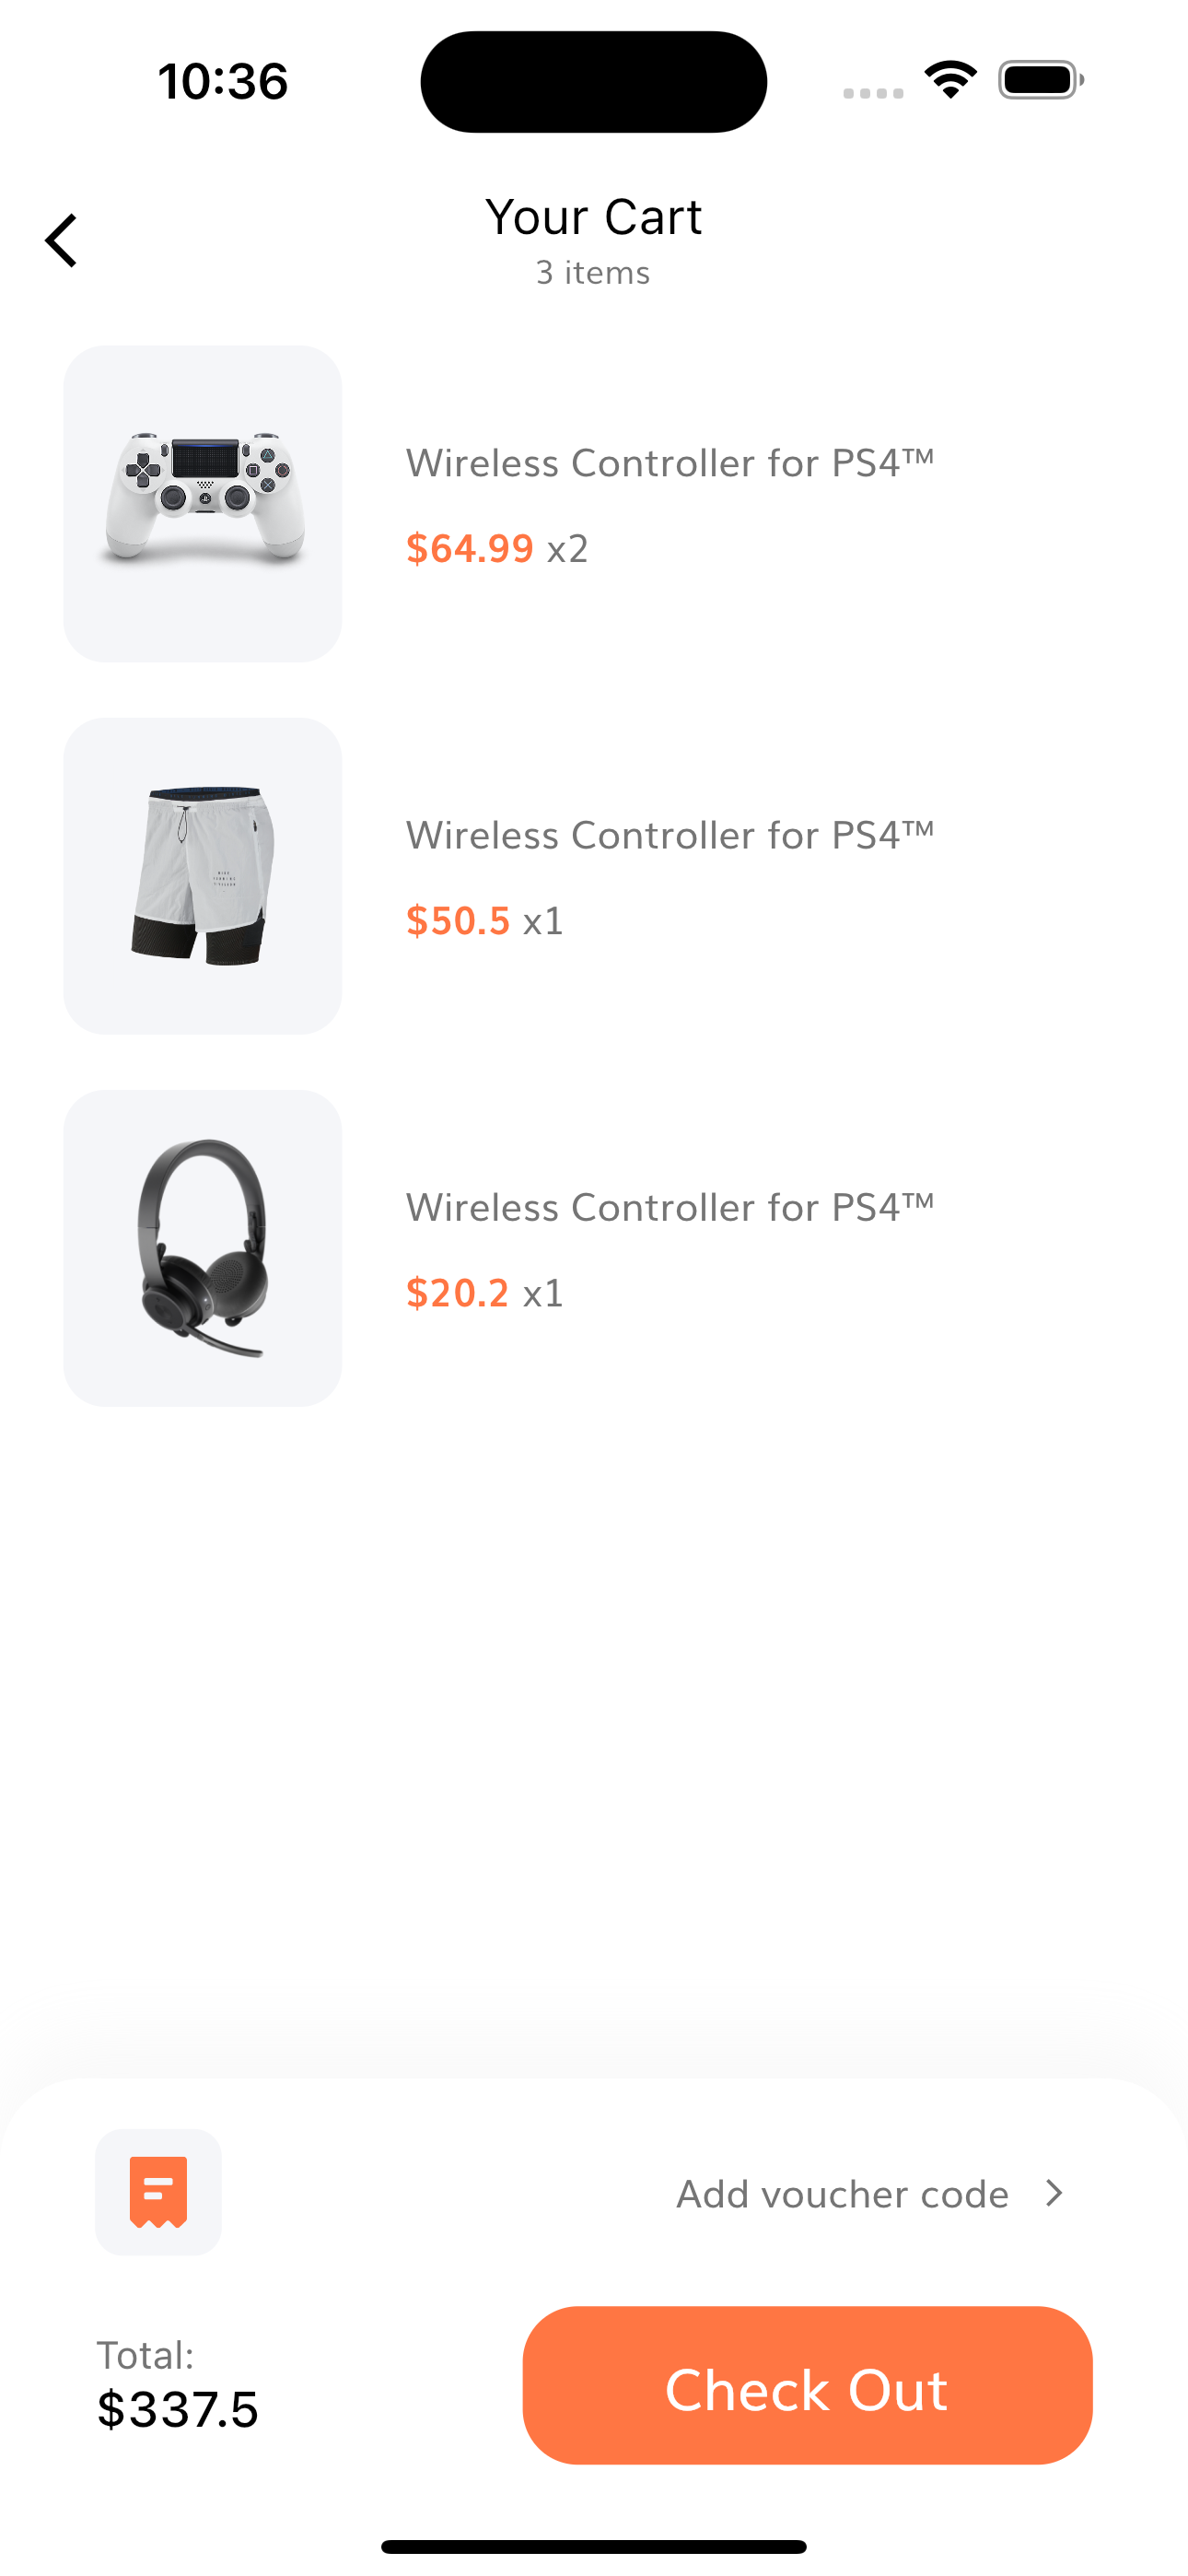 10:36
Your Cart
3 items
Wireless Controller for PS4™
$64.99 x2
Wireless Controller for PS4™
$50.5 x1
Wireless Controller for PS4™
$20.2 x1
Add voucher code
Total:
$337.5
Check Out